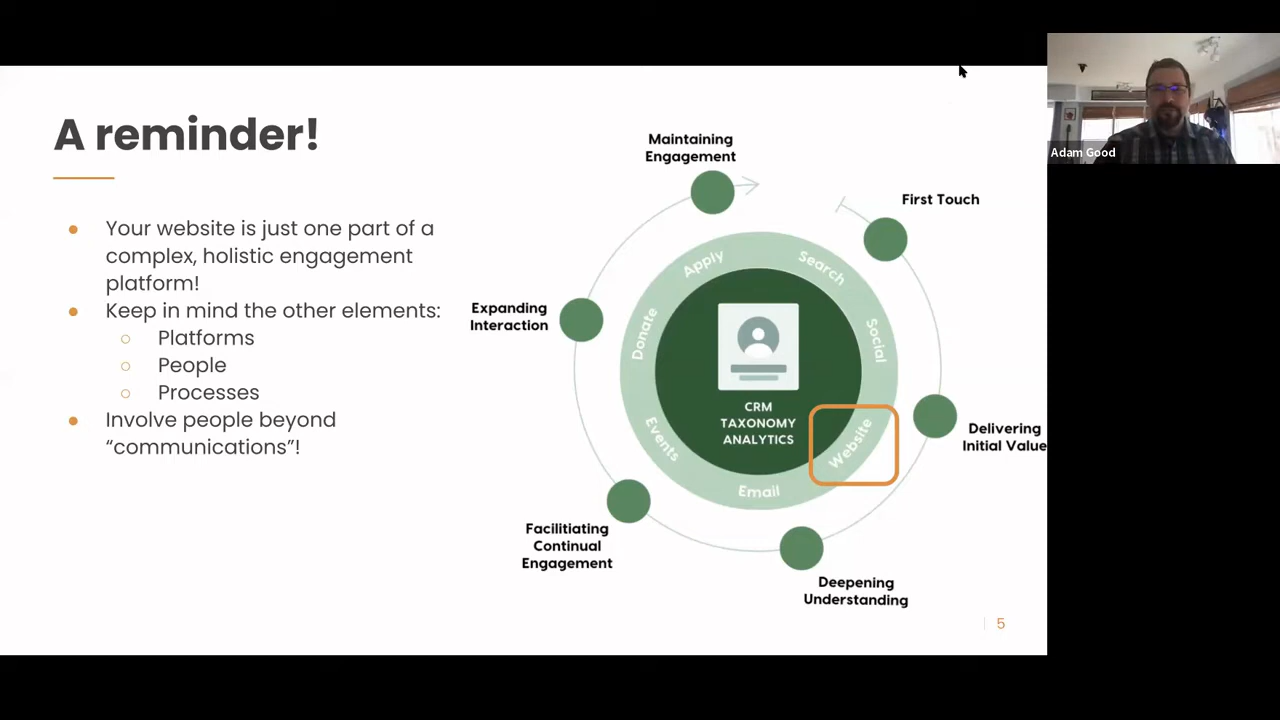 A reminder!
● Your website is just one part of a
complex, holistic engagement
platform!
● Keep in mind the other elements:
○ Platforms
○ People
○ Processes
● Involve people beyond
“communications”!
Maintaining
Engagement
First Touch
Expanding
Interaction
Delivering
Initial Value
Facilitiating
Continual
Engagement
Deepening
Understanding
Apply
Search
Donate
Social
Events
Website
Email
CRM
TAXONOMY
ANALYTICS
5
Adam Good